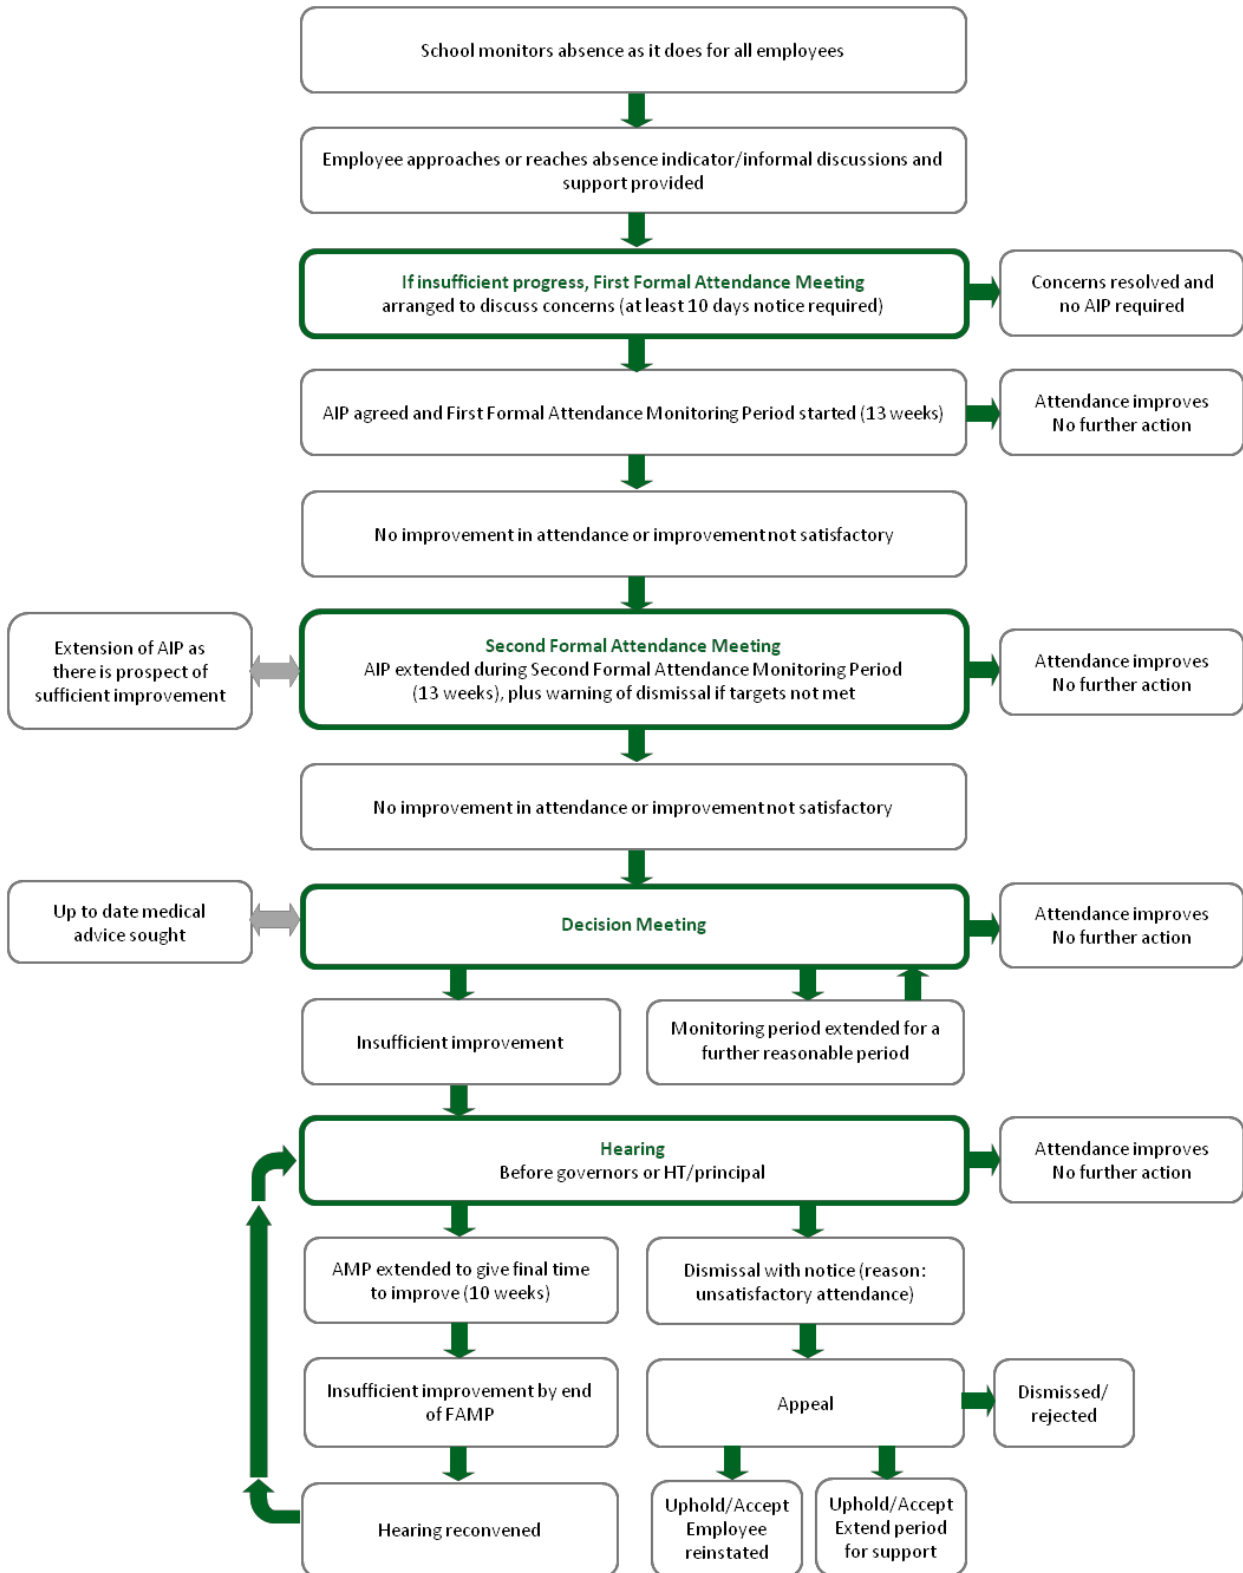 School monitors absence as it does for all employees
Employee approaches or reaches absence indicator/informal discussions and
support provided
If insufficient progress, First Formal Attendance Meeting
arranged to discuss concerns (at least 10 days notice required)
Concerns resolved and
no AIP required
AIP agreed and First Formal Attendance Monitoring Period started (13 weeks)
Attendance improves
No further action
No improvement in attendance or improvement not satisfactory
Extension of AIP as
there is prospect of
sufficient improvement
Second Formal Attendance Meeting
AIP extended during Second Formal Attendance Monitoring Period
(13 weeks), plus warning of dismissal if targets not met
Attendance improves
No further action
No improvement in attendance or improvement not satisfactory
Up to date medical
advice sought
Decision Meeting
Attendance improves
No further action
Insufficient improvement
Monitoring period extended for a
further reasonable period
Hearing
Before governors or HT/principal
Attendance improves
No further action
AMP extended to give final time
to improve (10 weeks)
Dismissal with notice (reason:
unsatisfactory attendance)
Insufficient improvement by end
of FAMP
Appeal
Dismissed/
rejected
Hearing reconvened
Uphold/Accept
Employee
reinstated
Uphold/Accept
Extend period
for support